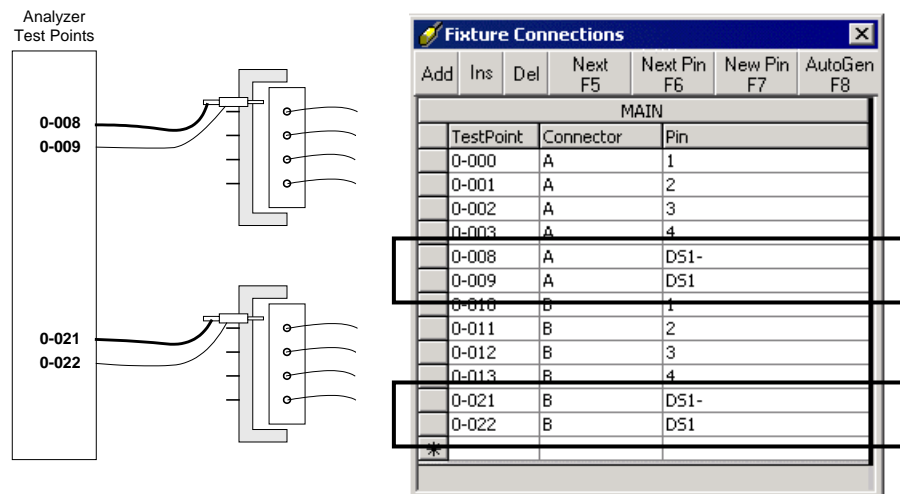 Analyzer
Test Points
0-008
0-009
0-021
0-022
Fixture Connections
Add Ins Del Next F5 Next Pin F6 New Pin F7 AutoGen F8
MAIN
TestPoint Connector Pin
0-000 A 1
0-001 A 2
0-002 A 3
0-003 A 4
0-008 A DS1-
0-009 A DS1
0-010 B 1
0-011 B 2
0-012 B 3
0-013 B 4
0-021 B DS1-
0-022 B DS1
*